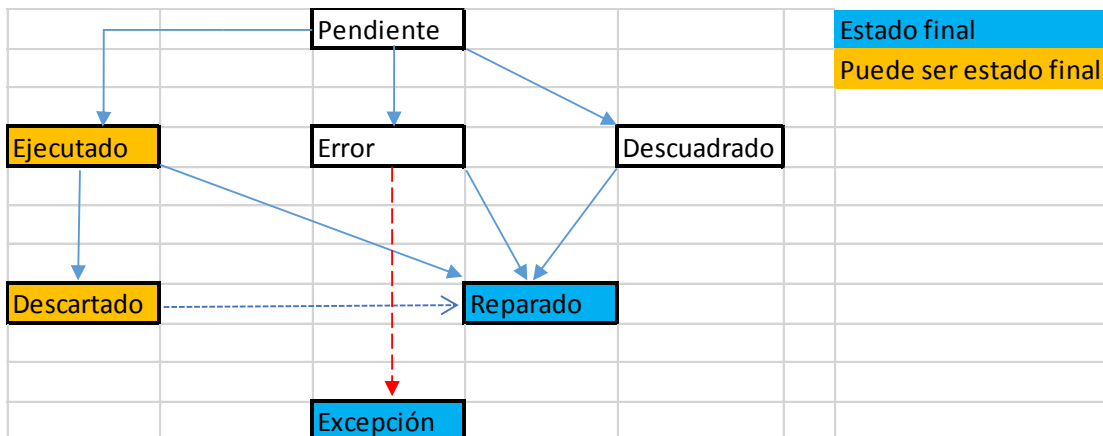 Pendiente
Estado final
Puede ser estado final
Ejecutado
Error
Descuadrado
Descartado
Reparado
Excepción